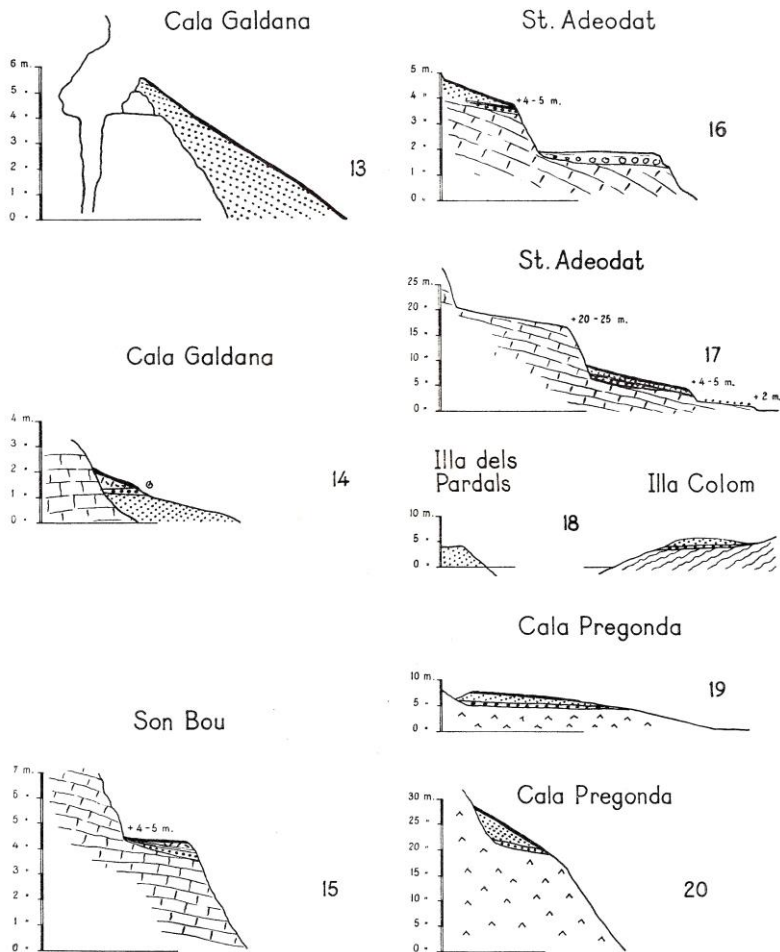 Cala Galdana
6 m.
5 "
4 "
3 "
2 "
1 "
0 "
13
Cala Galdana
4 m.
3 "
2 "
1 "
0 "
14
Son Bou
7 m.
6 "
5 "
4 "
3 "
2 "
1 "
0 "
+4-5 m.
15
St. Adeodat
5 m.
4 "
3 "
2 "
1 "
0 "
+4-5 m.
16
St. Adeodat
25 m.
20 "
15 "
10 "
5 "
0 "
+20-25 m.
+4-5 m.
+2 m.
17
Illa dels
Pardals
Illa Colom
18
10 m.
5 "
0 "
Cala Pregonda
10 m.
5 "
0 "
19
Cala Pregonda
30 m.
25 "
20 "
10 "
5 "
0 "
20